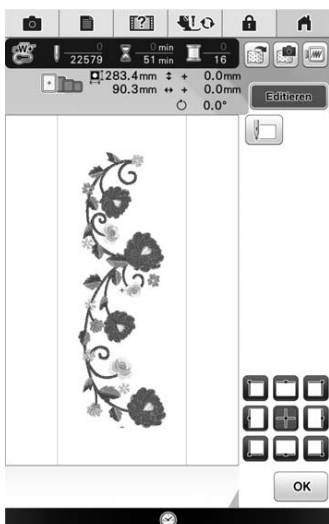 0 0 min 0
22579 51 min 16
283.4mm + 0.0mm
90.3mm + 0.0mm
0.0°
Editieren
OK